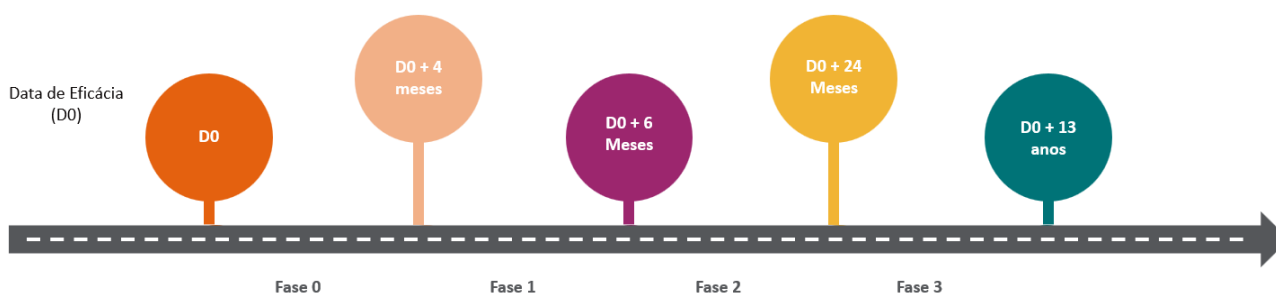 Data de Eficácia
(D0)
D0
D0 + 4
meses
D0 + 6
Meses
D0 + 24
Meses
D0 + 13
anos
Fase 0
Fase 1
Fase 2
Fase 3